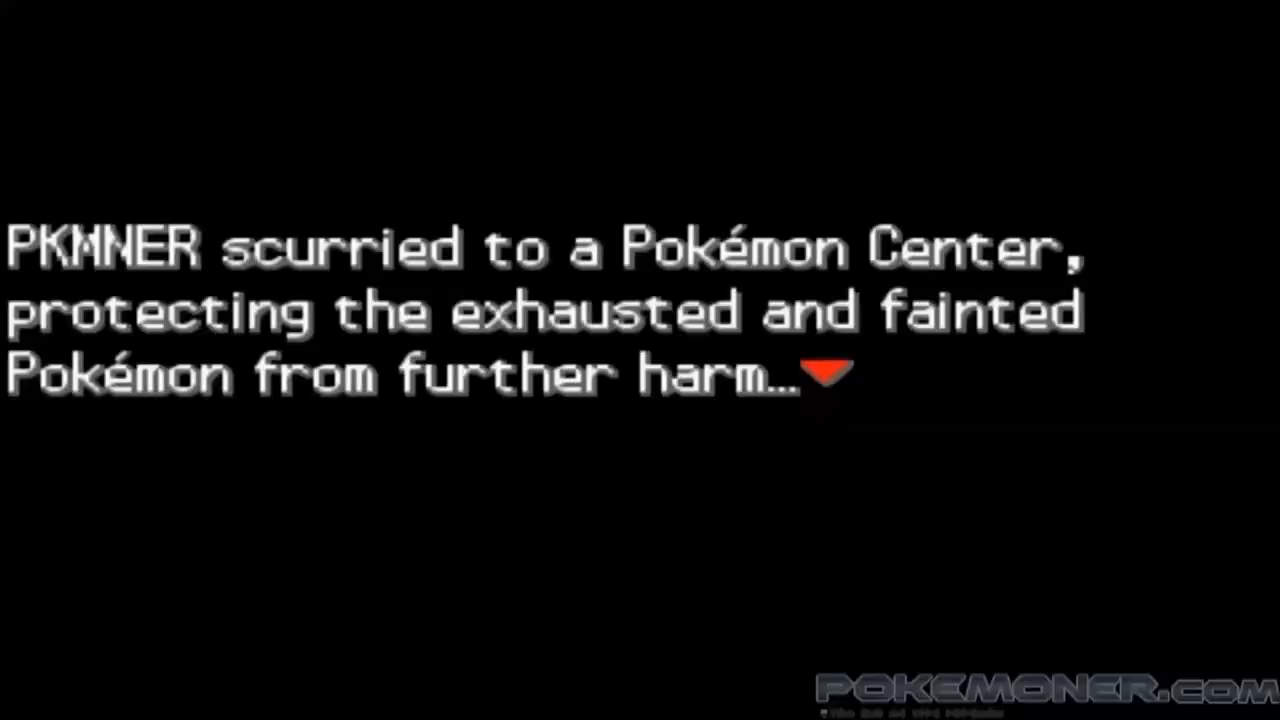 PKMNER scurried to a Pokémon Center,
protecting the exhausted and fainted
Pokémon from further harm...
POKEMONER.COM